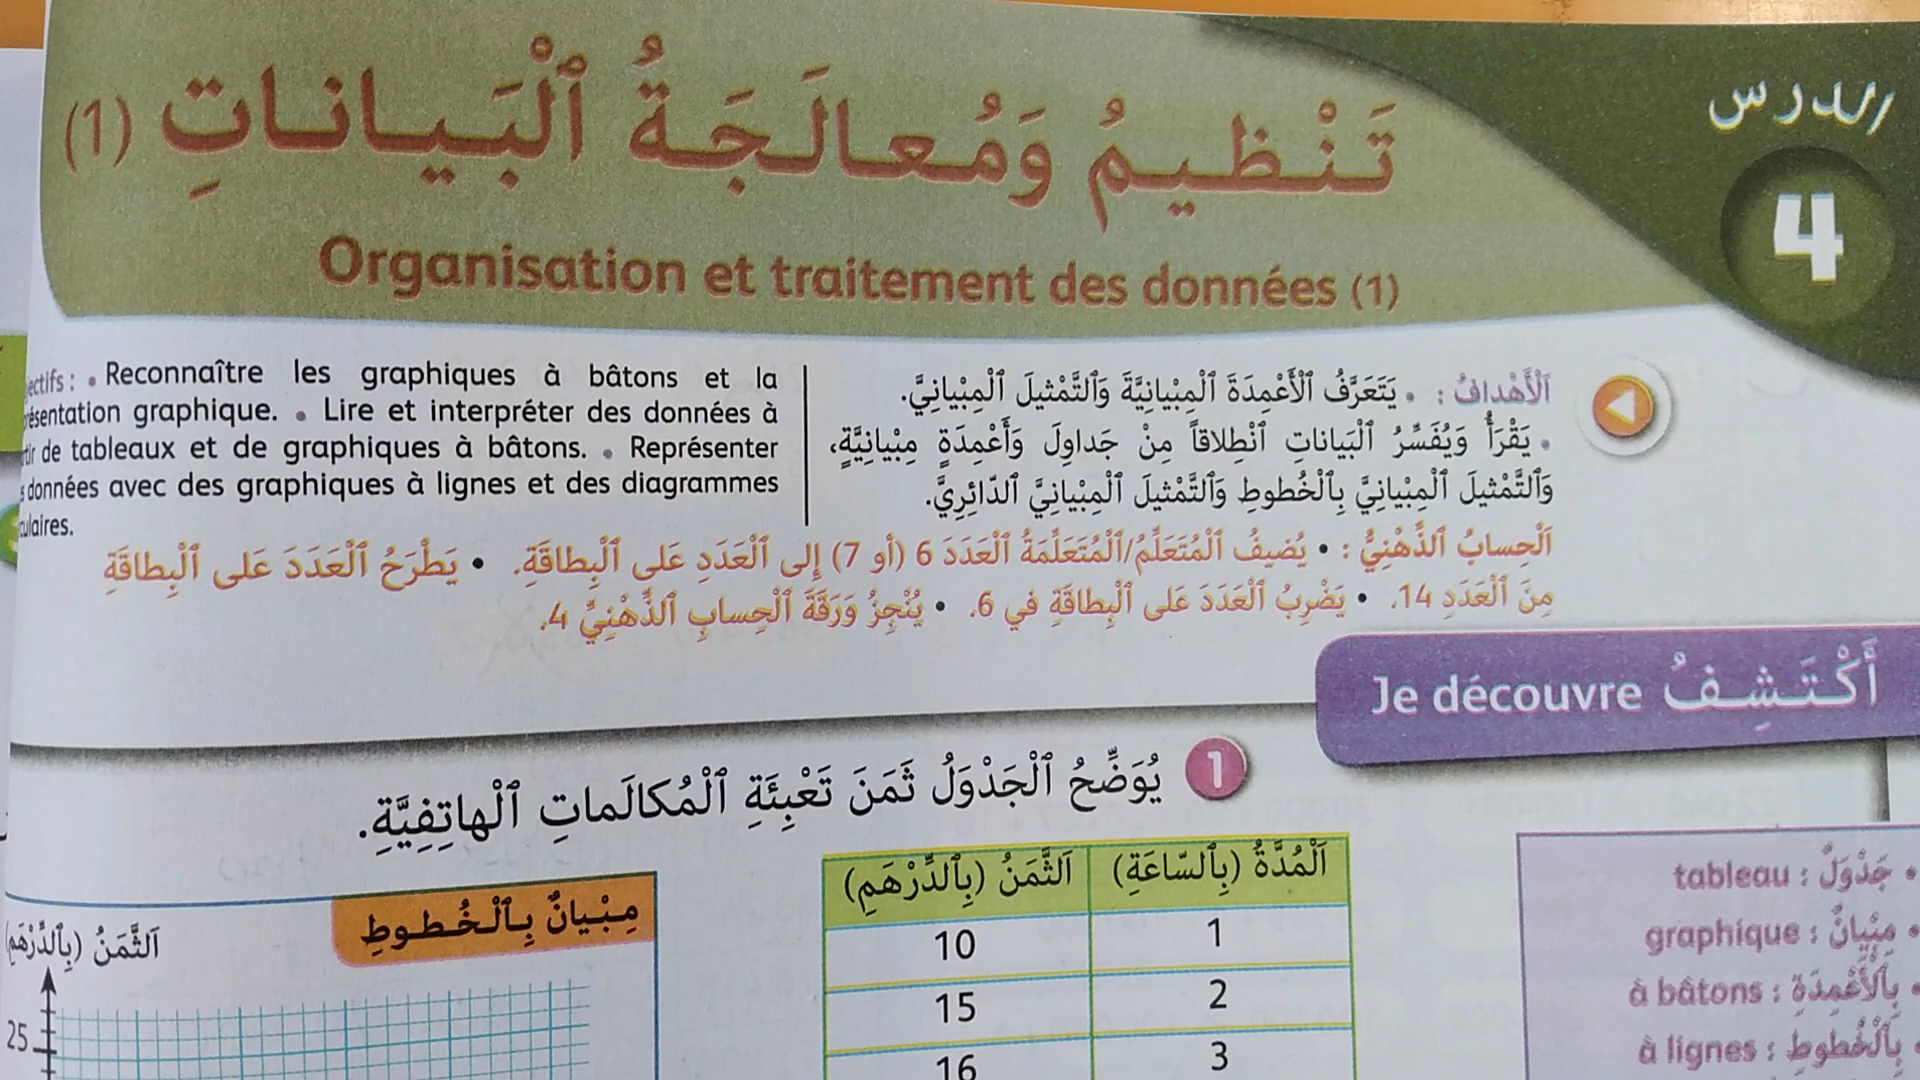 الدرس
4
تَنْظيمُ وَمُعالَجَةُ ٱلْبَياناتِ (1)
Organisation et traitement des données (1)
اَلْأَهْدافُ : • يَتَعَرَّفُ ٱلْأَعْمِدَةَ ٱلْمِبْيانِيَّةَ وَٱلتَّمْثيلَ ٱلْمِبْيانِيَّ.
• يَقْرَأُ وَيُفَسِّرُ ٱلْبَياناتِ ٱنْطِلاقاً مِنْ جَداوِلَ وَأَعْمِدَةٍ مِبْيانِيَّةٍ،
وَٱلتَّمْثيلَ ٱلْمِبْيانِيَّ بِٱلْخُطوطِ وَٱلتَّمْثيلَ ٱلْمِبْيانِيَّ ٱلدّائِرِيَّ.
: • Reconnaître les graphiques à bâtons et la
graphique. • Lire et interpréter des données à
de tableaux et de graphiques à bâtons. • Représenter
données avec des graphiques à lignes et des diagrammes
اَلْحِسابُ ٱلذِّهْنِيُّ : • يُضيفُ ٱلْمُتَعَلِّمُ/ٱلْمُتَعَلِّمَةُ ٱلْعَدَدَ 6 (أو 7) إلى ٱلْعَدَدِ عَلى ٱلْبِطاقَةِ. • يَطْرَحُ ٱلْعَدَدَ عَلى ٱلْبِطاقَةِ
مِنَ ٱلْعَدَدِ 14. • يَضْرِبُ ٱلْعَدَدَ عَلى ٱلْبِطاقَةِ في 6. • يُنْجِزُ وَرَقَةَ ٱلْحِسابِ ٱلذِّهْنِيِّ 4.
أَكْتَشِفُ Je découvre
1 يُوَضِّحُ ٱلْجَدْوَلُ ثَمَنَ تَعْبِئَةِ ٱلْمُكالَماتِ ٱلْهاتِفِيَّةِ.
اَلْمُدَّةُ (بِٱلسّاعَةِ) اَلثَّمَنُ (بِٱلدِّرْهَمِ)
1 10
2 15
3 16
• جَدْوَلٌ : tableau
• مِبْيانٌ : graphique
بِٱلْأَعْمِدَةِ : à bâtons
بِٱلْخُطوطِ : à lignes
مِبْيانٌ بِٱلْخُطوطِ
اَلثَّمَنُ (بِٱلدِّرْهَمِ)
25